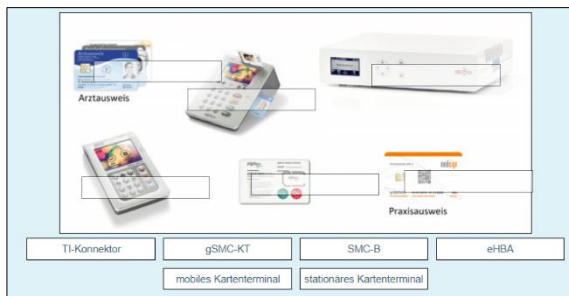 Arztausweis
Praxisausweis
TI-Konnektor
gSMC-KT
SMC-B
eHBA
mobiles Kartenterminal
stationäres Kartenterminal